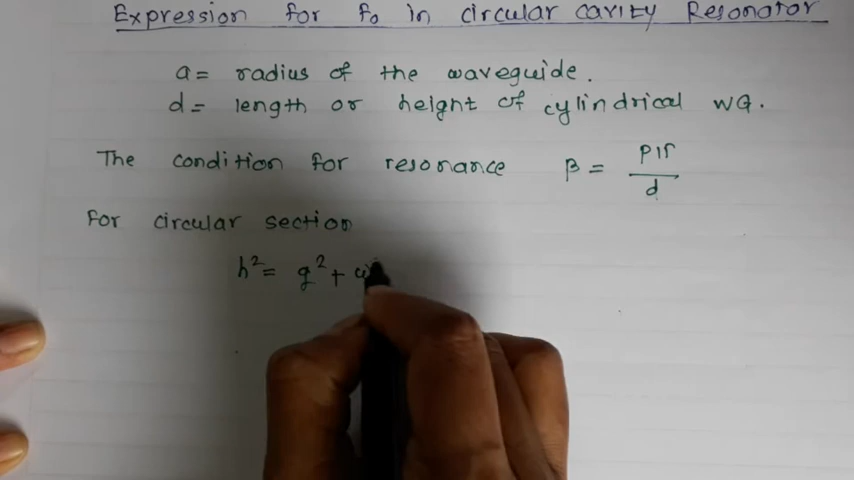 Expression for fo in circular cavity Resonator
a = radius of the waveguide.
d = length or height of cylindrical WG.
The condition for resonance β = pπ/d
For circular section
h² = g² + ω